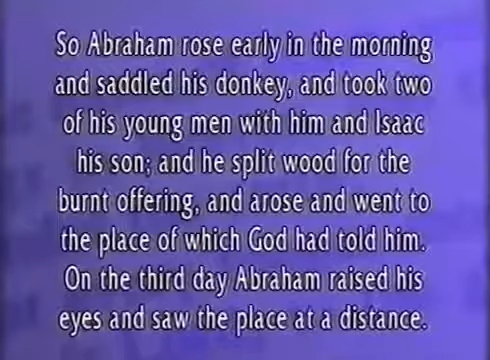 So Abraham rose early in the morning
and saddled his donkey, and took two
of his young men with him and Isaac
his son; and he split wood for the
burnt offering, and arose and went to
the place of which God had told him.
On the third day Abraham raised his
eyes and saw the place at a distance.